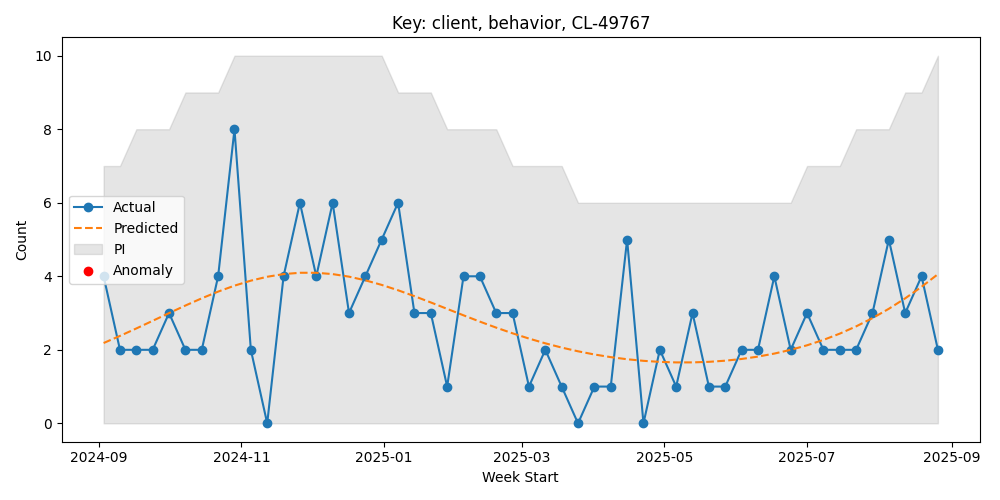 Key: client, behavior, CL-49767
Count
10
8
6
4
2
0
Actual
Predicted
PI
Anomaly
2024-09
2024-11
2025-01
2025-03
2025-05
2025-07
2025-09
Week Start